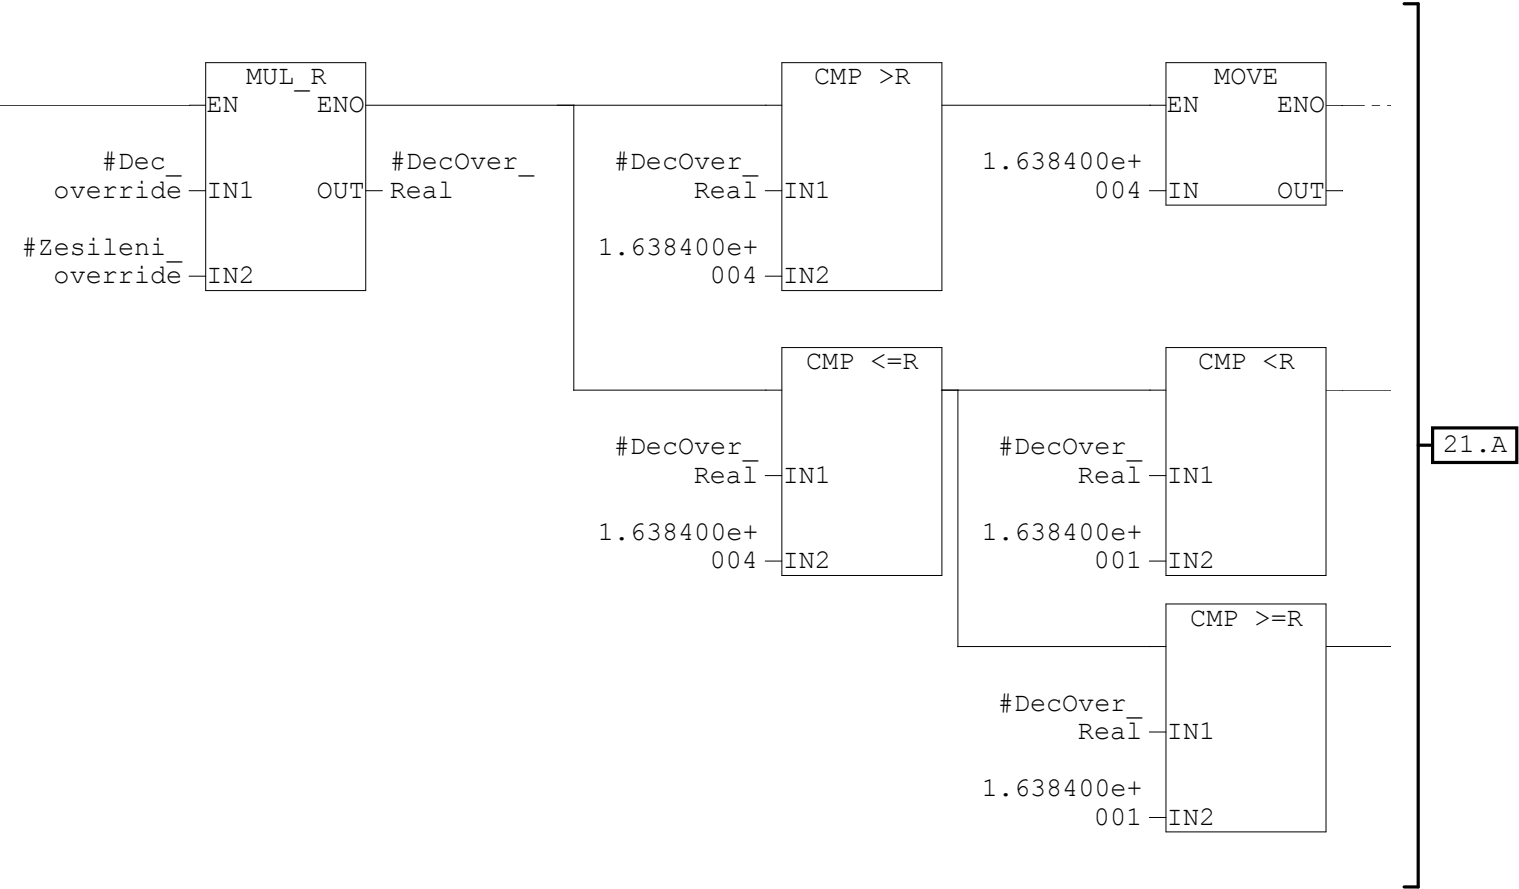 MUL_R
EN ENO
#Dec_
override IN1
#Zesileni_
override IN2
OUT #DecOver_
Real
CMP >R
#DecOver_
Real IN1
1.638400e+
004 IN2
MOVE
EN ENO
1.638400e+
004 IN OUT
CMP <=R
#DecOver_
Real IN1
1.638400e+
004 IN2
CMP <R
#DecOver_
Real IN1
1.638400e+
001 IN2
CMP >=R
#DecOver_
Real IN1
1.638400e+
001 IN2
21.A